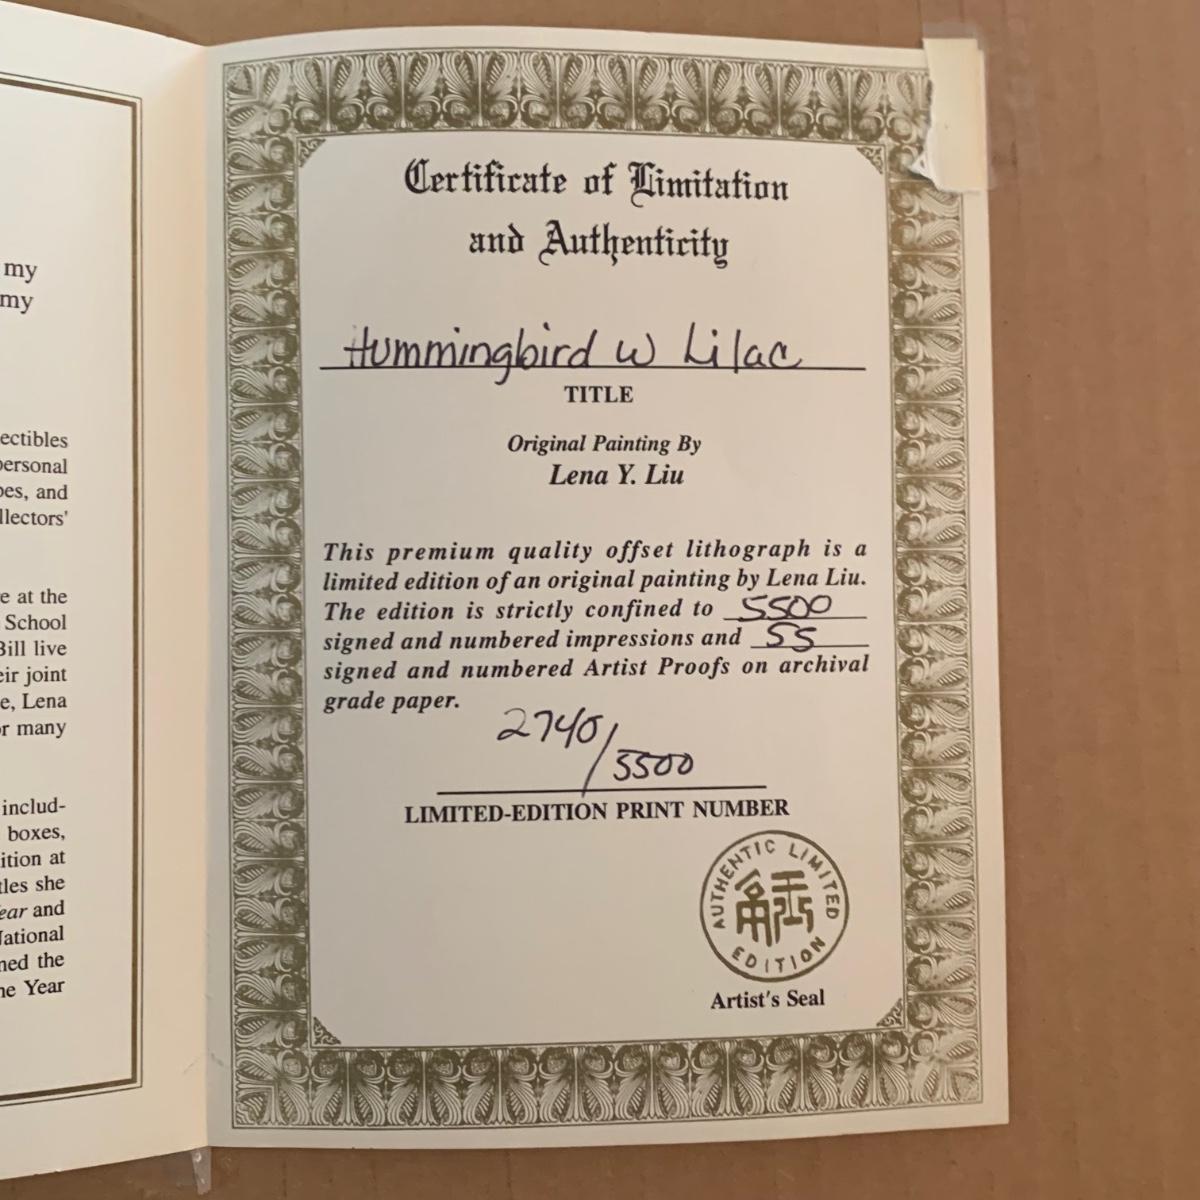 my
my
ectibles
personal
pes, and
llectors'
e at the
School
Bill live
eir joint
e, Lena
or many
includ-
boxes,
ition at
tles she
ear and
National
ned the
he Year
Certificate of Limitation
and Authenticity
Hummingbird w Lilac
TITLE
Original Painting By
Lena Y. Liu
This premium quality offset lithograph is a
limited edition of an original painting by Lena Liu.
The edition is strictly confined to 5500
signed and numbered impressions and 55
signed and numbered Artist Proofs on archival
grade paper.
2740/5500
LIMITED-EDITION PRINT NUMBER
AUTHENTIC LIMITED
EDITION
Artist's Seal